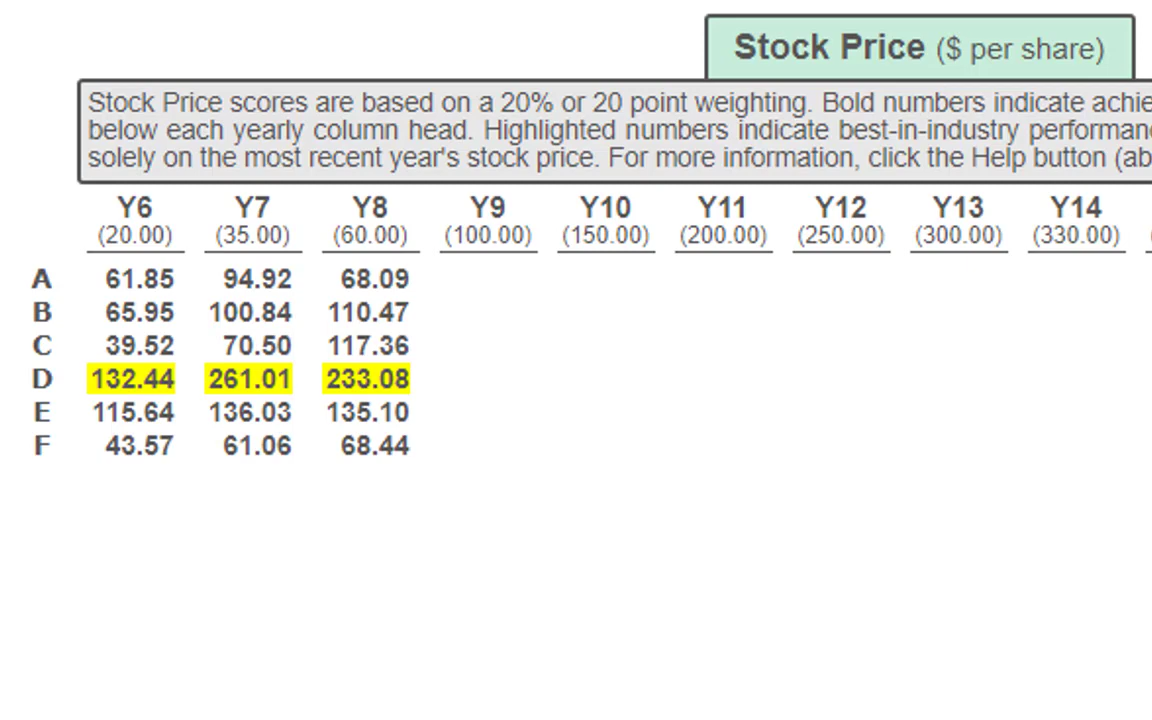 Stock Price ($ per share)
Stock Price scores are based on a 20% or 20 point weighting. Bold numbers indicate
below each yearly column head. Highlighted numbers indicate best-in-industry
solely on the most recent year's stock price. For more information, click the Help button
Y6 Y7 Y8 Y9 Y10 Y11 Y12 Y13 Y14
(20.00) (35.00) (60.00) (100.00) (150.00) (200.00) (250.00) (300.00) (330.00)
A 61.85 94.92 68.09
B 65.95 100.84 110.47
C 39.52 70.50 117.36
D 132.44 261.01 233.08
E 115.64 136.03 135.10
F 43.57 61.06 68.44